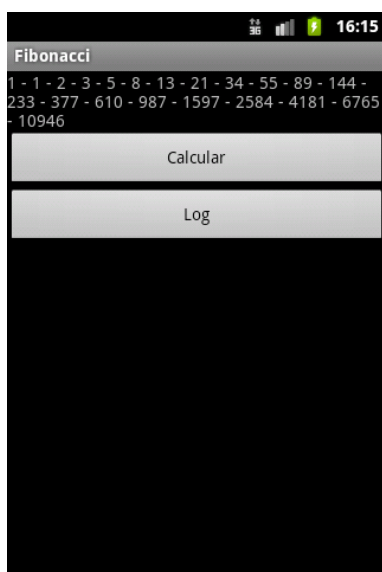 3G 16:15
Fibonacci
1 - 1 - 2 - 3 - 5 - 8 - 13 - 21 - 34 - 55 - 89 - 144 -
233 - 377 - 610 - 987 - 1597 - 2584 - 4181 - 6765
- 10946
Calcular
Log